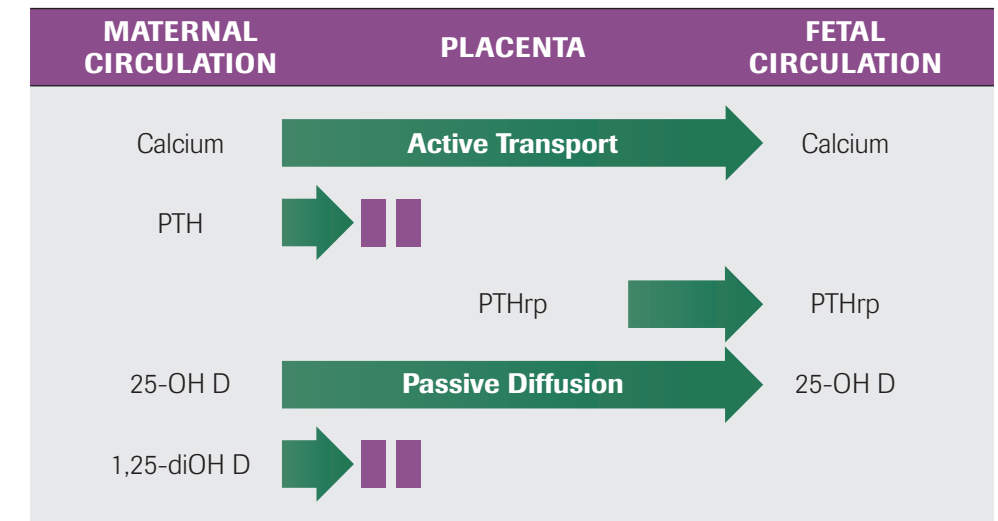 MATERNAL
CIRCULATION
PLACENTA
FETAL
CIRCULATION
Calcium
Active Transport
Calcium
PTH
PTHrp
PTHrp
25-OH D
Passive Diffusion
25-OH D
1,25-diOH D